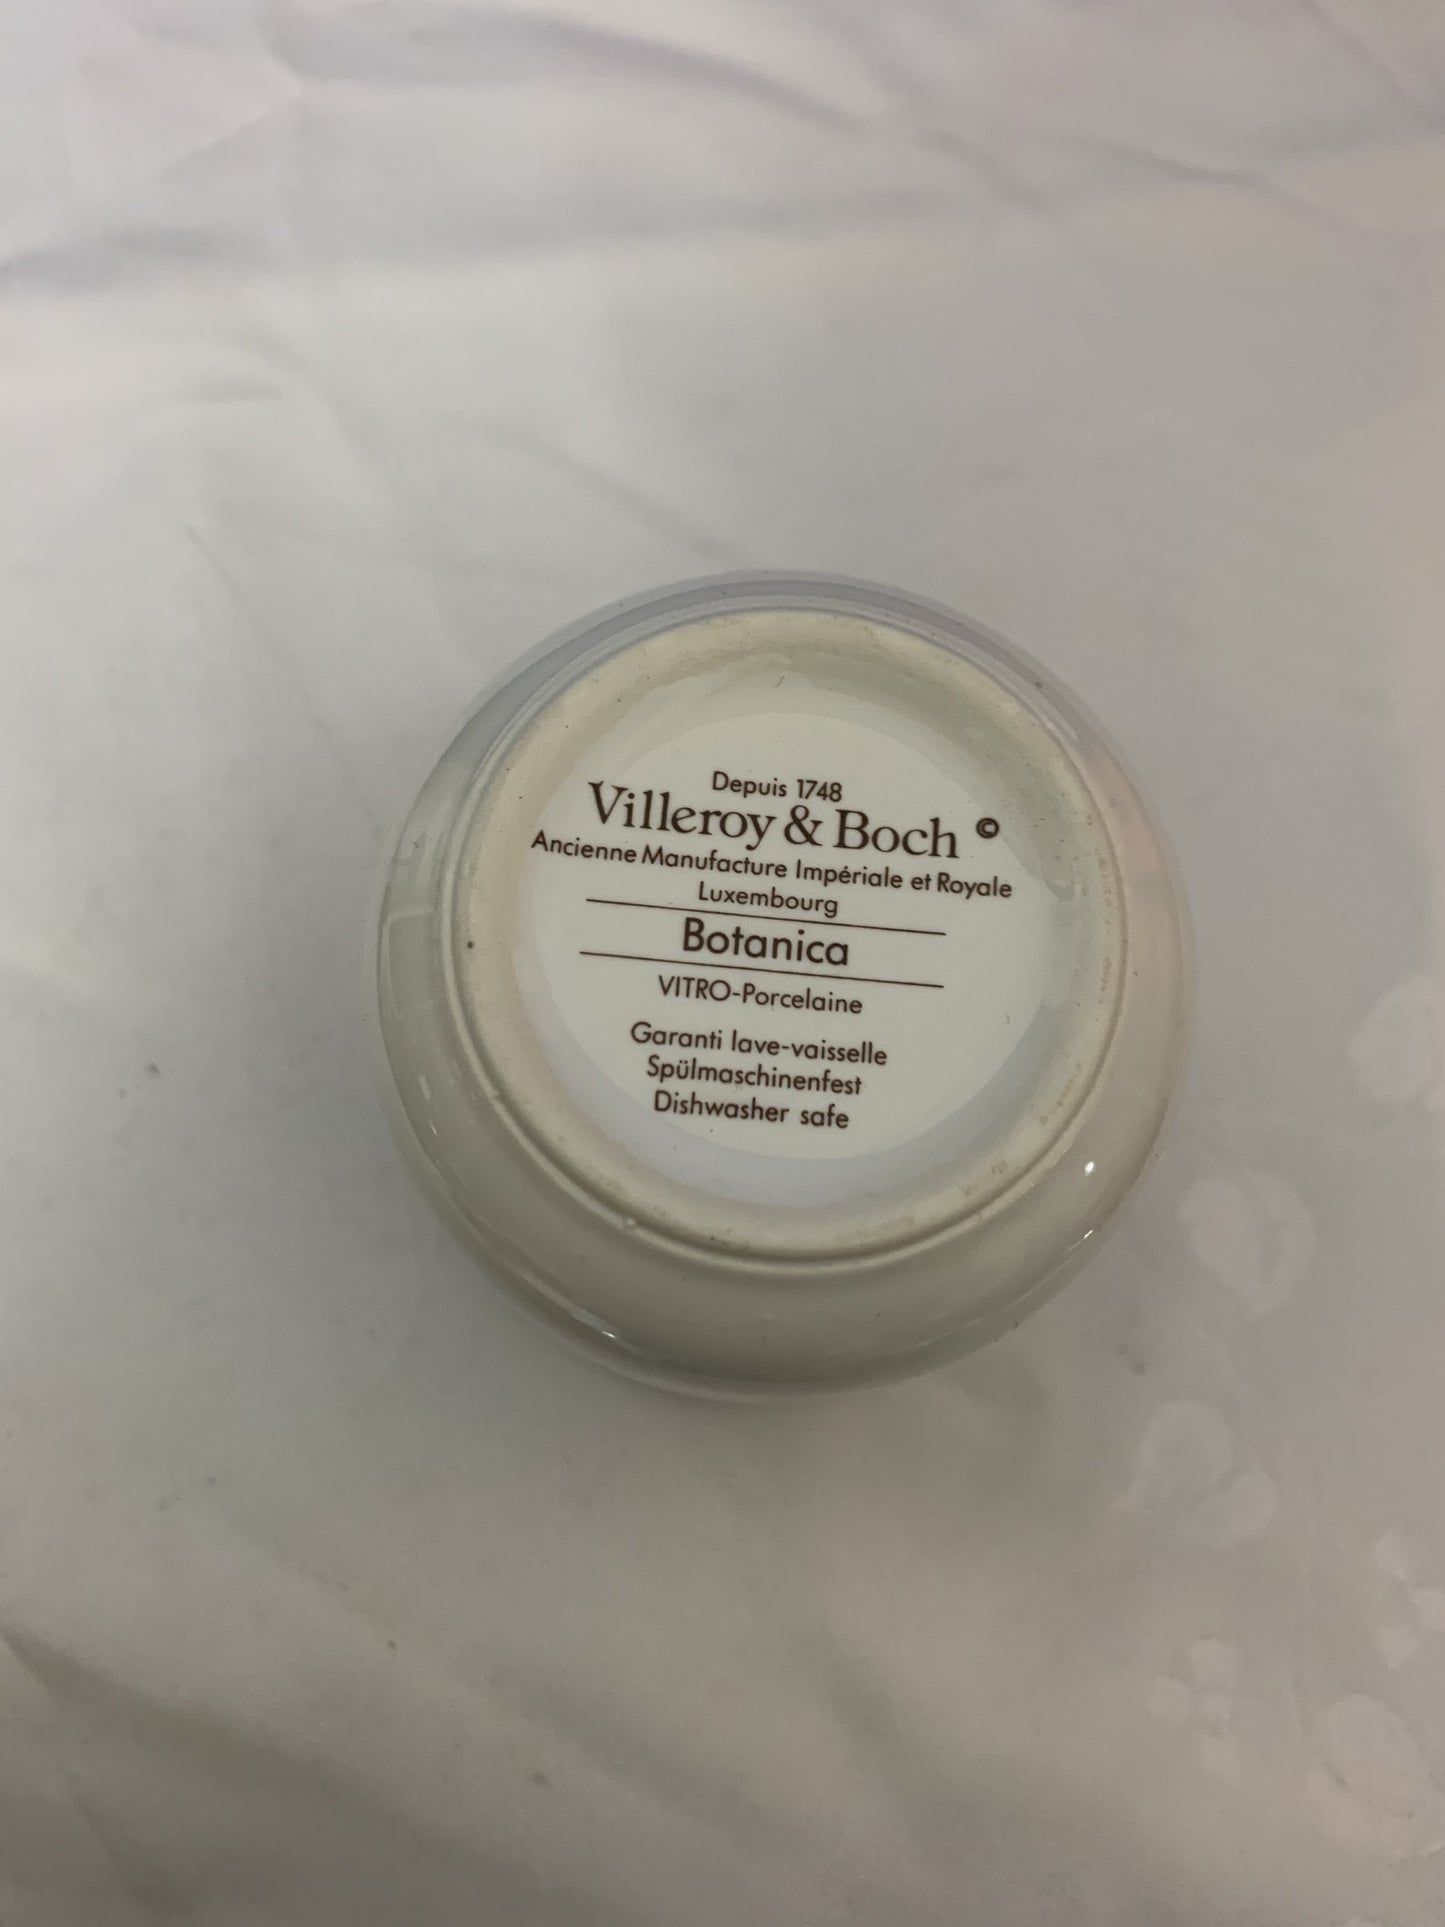 Depuis 1748
Villeroy & Boch ©
Ancienne Manufacture Impériale et Royale
Luxembourg
Botanica
VITRO-Porcelaine
Garanti lave-vaisselle
Spülmaschinenfest
Dishwasher safe